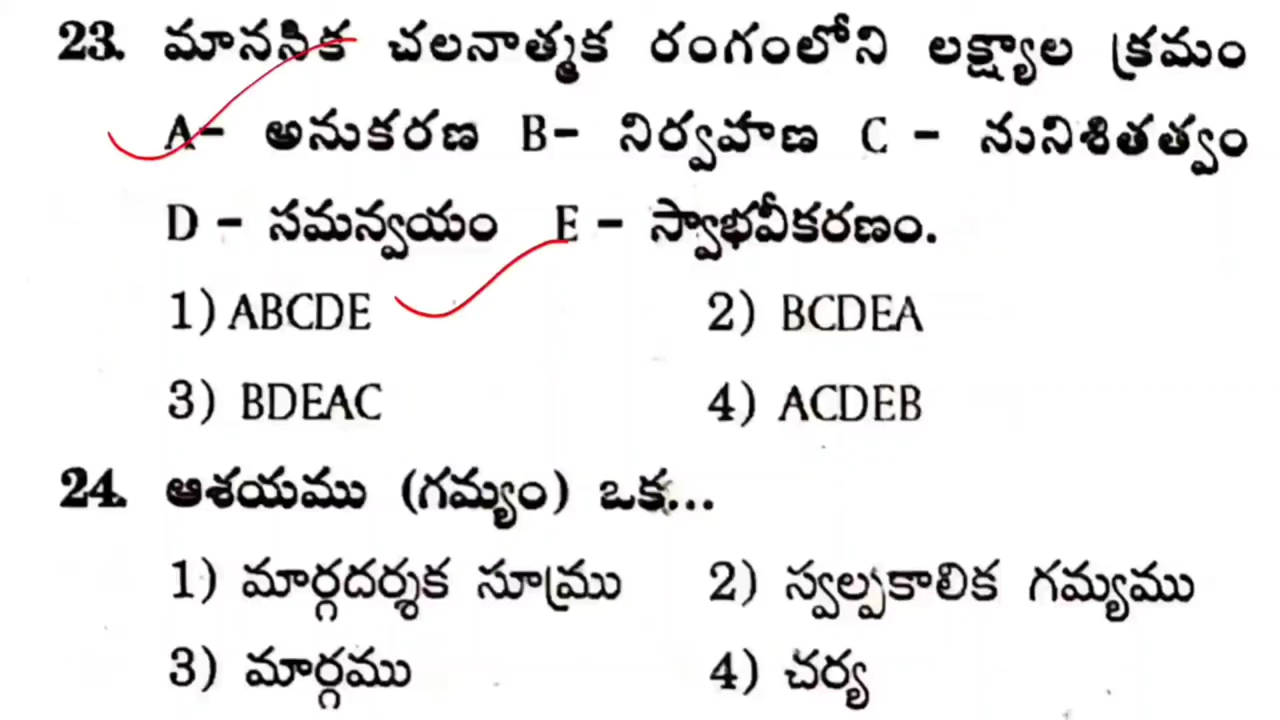 23. మానసిక చలనాత్మక రంగంలోని లక్ష్యాల క్రమం
A- అనుకరణ B- నిర్వహణ C - సునిశితత్వం
D - సమన్వయం E - స్వాభవీకరణం.
1) ABCDE 2) BCDEA
3) BDEAC 4) ACDEB
24. ఆశయము (గమ్యం) ఒక...
1) మార్గదర్శక సూత్రము 2) స్వల్పకాలిక గమ్యము
3) మార్గము 4) చర్య